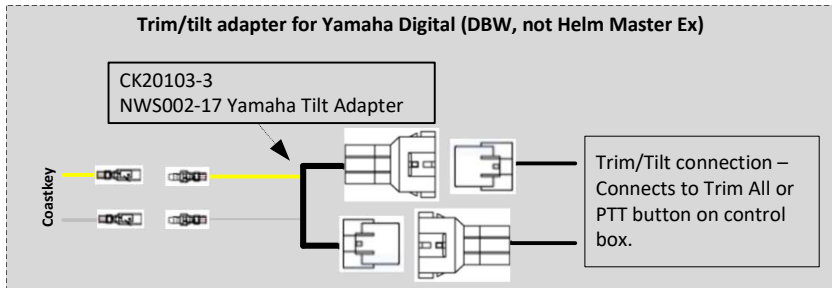 Trim/tilt adapter for Yamaha Digital (DBW, not Helm Master Ex)
CK20103-3
NWS002-17 Yamaha Tilt Adapter
Coastkey
Trim/Tilt connection –
Connects to Trim All or
PTT button on control
box.